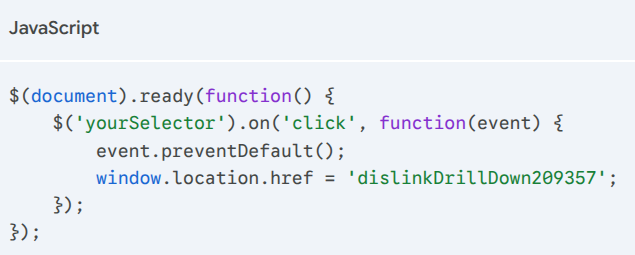 JavaScript
$(document).ready(function() {
    $('yourSelector').on('click', function(event) {
        event.preventDefault();
        window.location.href = 'dislinkDrillDown209357';
    });
});